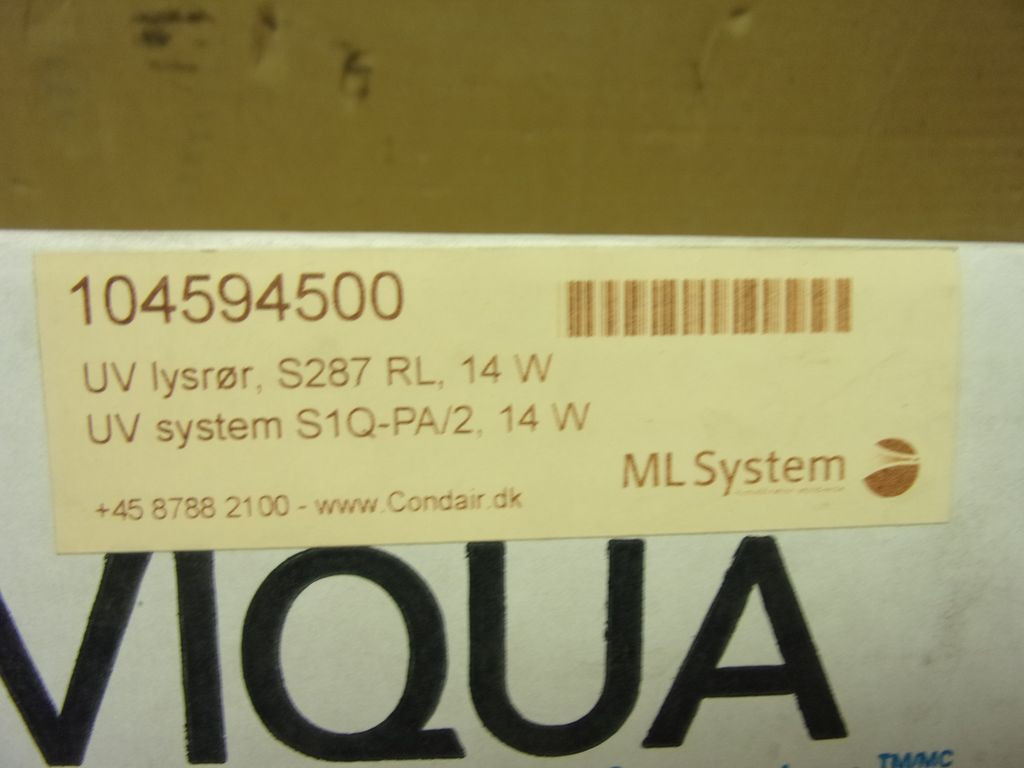 104594500
UV lysrør, S287 RL, 14 W
UV system S1Q-PA/2, 14 W
ML System
+45 8788 2100 - www.Condair.dk
VIQUA
TM/MC